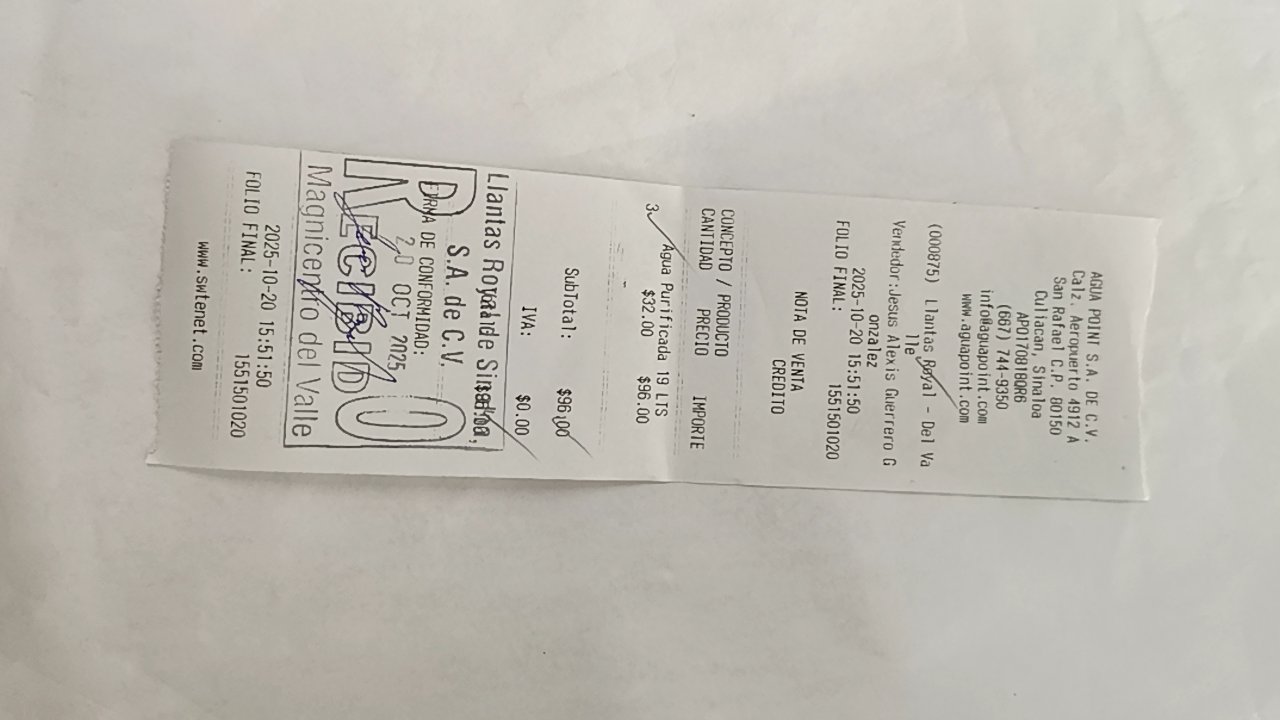 AGUA POINT S.A. DE C.V.
Calz. Aeropuerto 4912 A
San Rafael C.P. 80150
Culiacan, Sinaloa
APO170818QR6
(667) 744-9350
info@aguapoint.com
www.aguapoint.com
(000875) Llantas Royal - Del Va
lle
Vendedor:Jesus Alexis Guerrero G
onzalez
2025-10-20 15:51:50
FOLIO FINAL: 1551501020
NOTA DE VENTA
CREDITO
CONCEPTO / PRODUCTO
CANTIDAD PRECIO IMPORTE
Agua Purificada 19 LTS
3 $32.00 $96.00
SubTotal: $96.00
IVA: $0.00
Llantas Royal de Sinaloa,
S.A. de C.V.
FIRMA DE CONFORMIDAD:
20 OCT 2025
RECIBIDO
Magnicentro del Valle
2025-10-20 15:51:50
FOLIO FINAL: 1551501020
www.swtenet.com